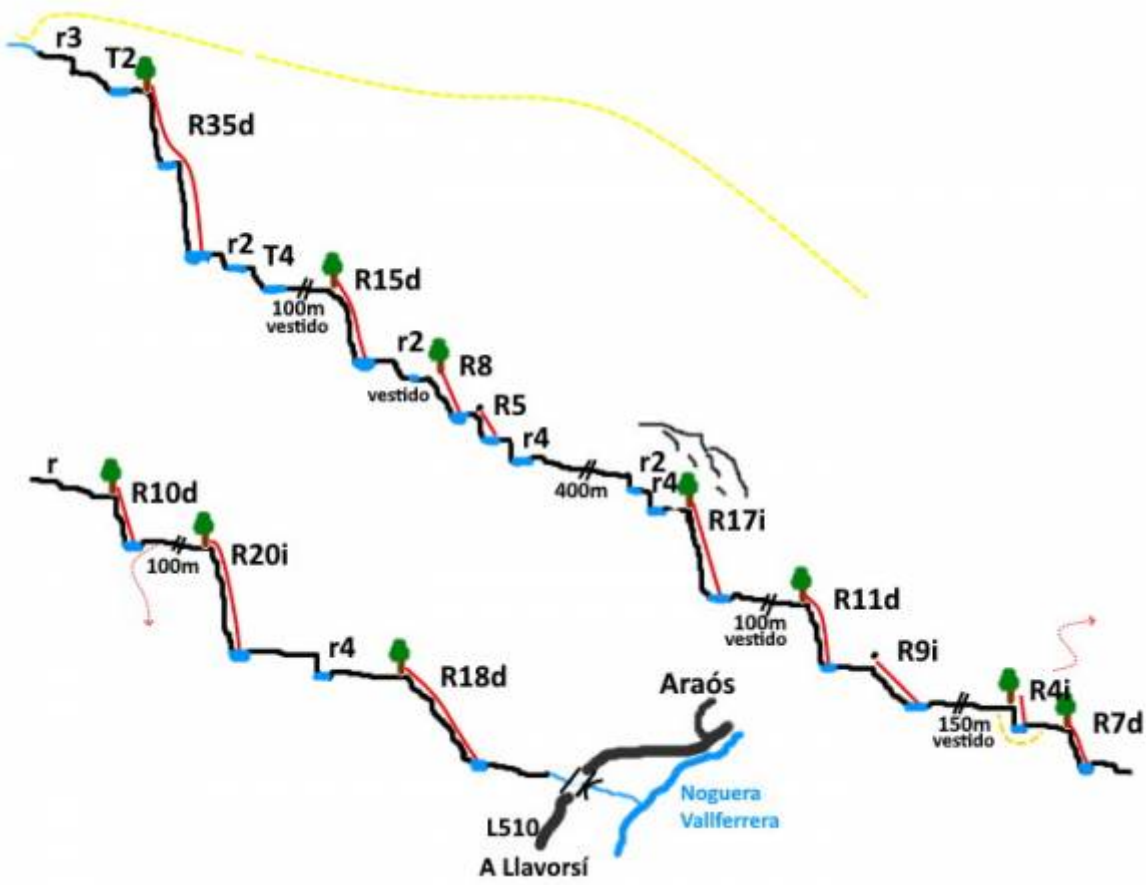 r3
T2
R35d
r2
T4
100m
vestido
R15d
r2
vestido
R8
R5
r4
400m
r2
r4
R17i
100m
vestido
R11d
R9i
150m
vestido
R4i
R7d
r
R10d
100m
R20i
r4
R18d
Araós
Noguera
Vallferrera
L510
A Llavorsí